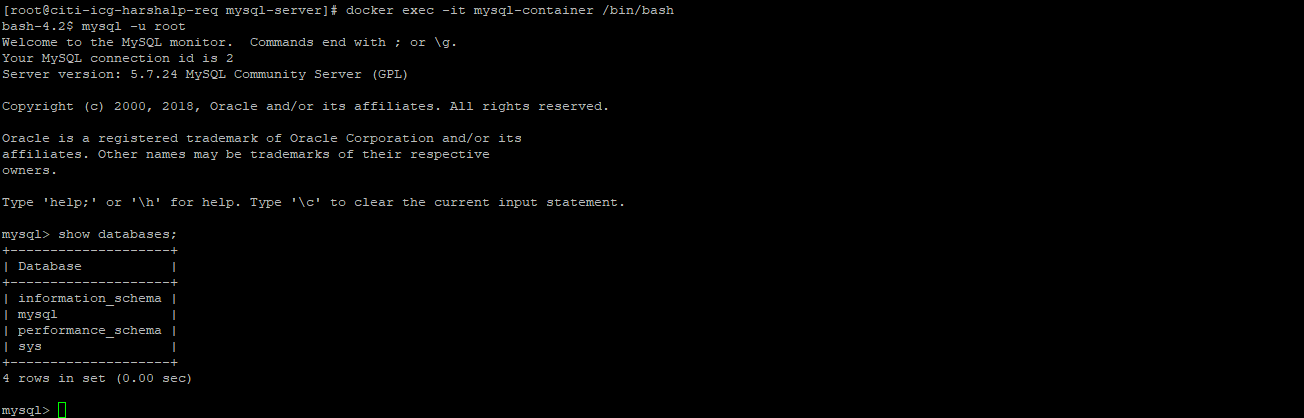 [root@citi-icg-harshalp-req mysql-server]# docker exec -it mysql-container /bin/bash
bash-4.2$ mysql -u root
Welcome to the MySQL monitor.  Commands end with ; or \g.
Your MySQL connection id is 2
Server version: 5.7.24 MySQL Community Server (GPL)
Copyright (c) 2000, 2018, Oracle and/or its affiliates. All rights reserved.
Oracle is a registered trademark of Oracle Corporation and/or its
affiliates. Other names may be trademarks of their respective
owners.
Type 'help;' or '\h' for help. Type '\c' to clear the current input statement.
mysql> show databases;
+--------------------+
| Database           |
+--------------------+
| information_schema |
| mysql              |
| performance_schema |
| sys                |
+--------------------+
4 rows in set (0.00 sec)
mysql>